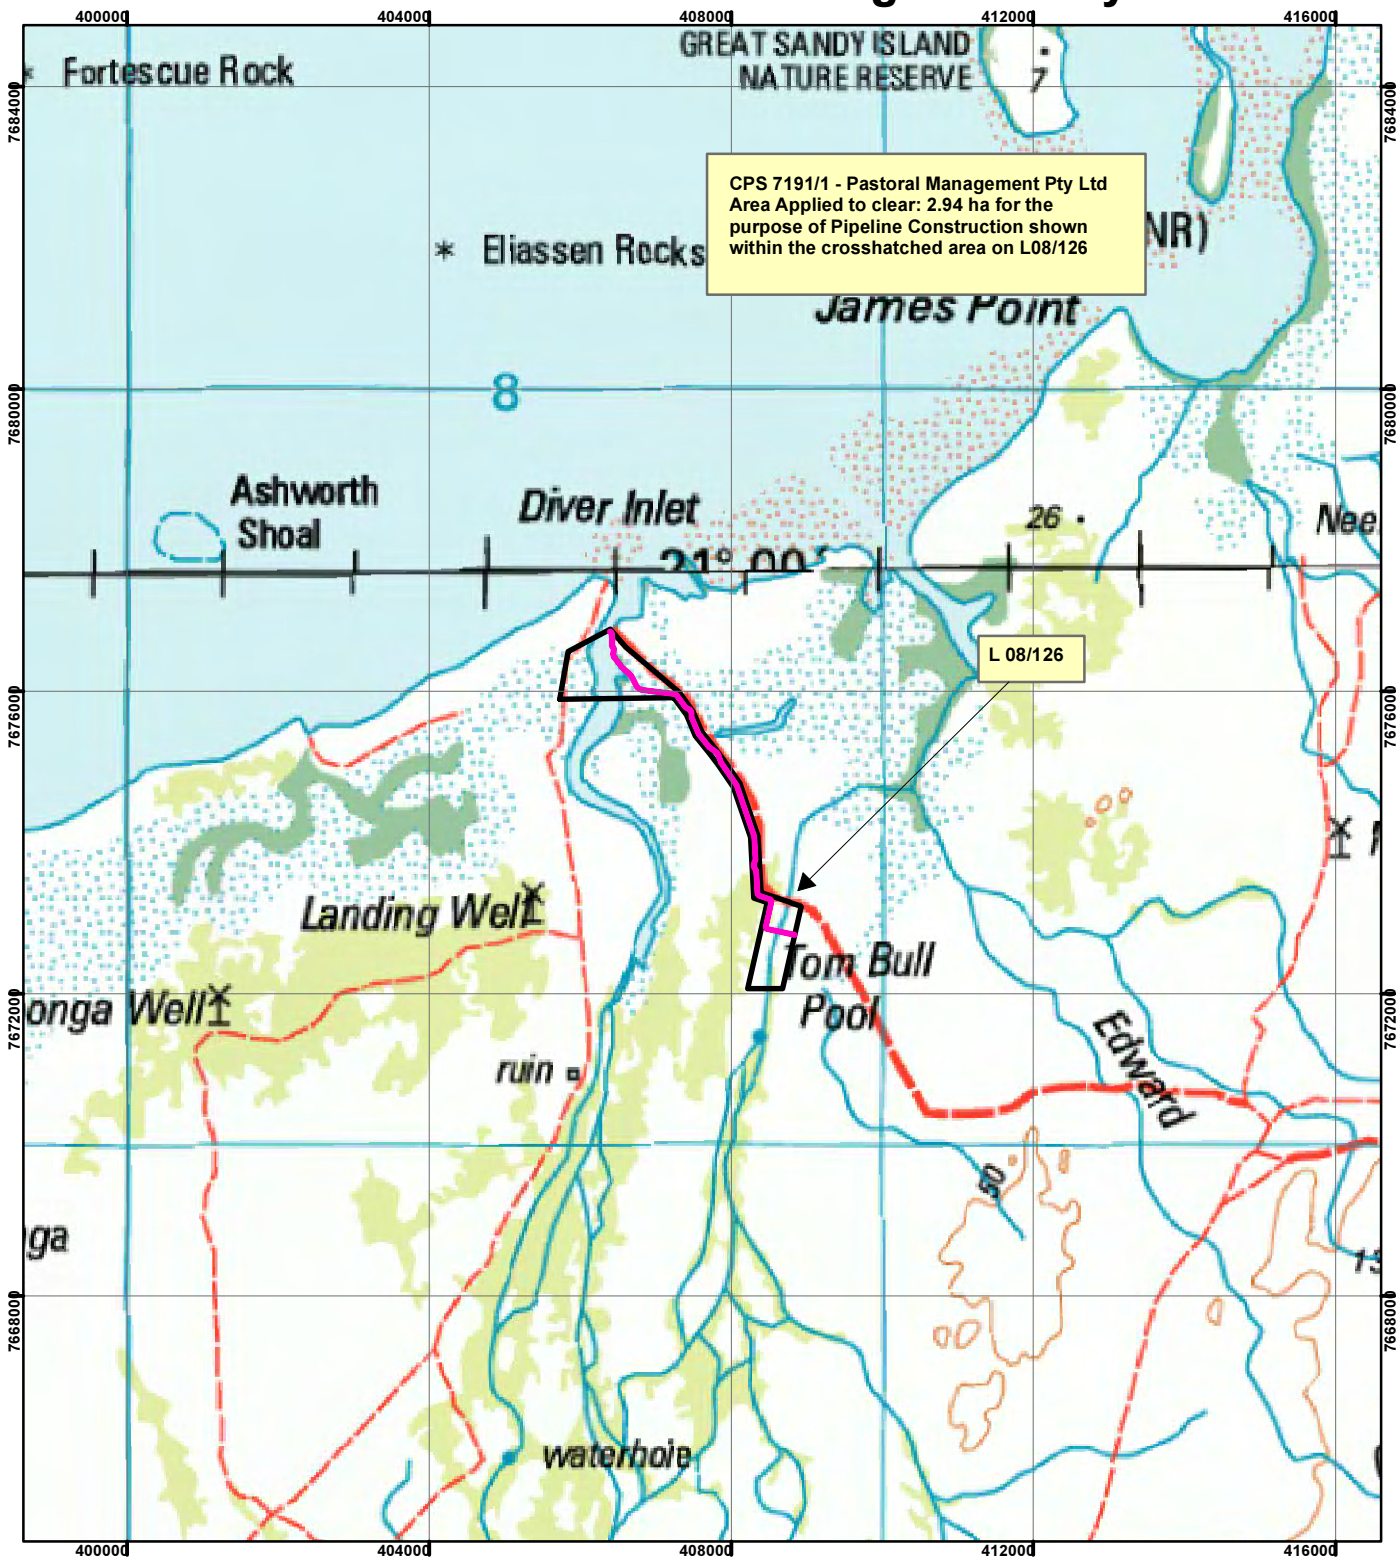 400000 404000 408000 412000 416000
GREAT SANDY ISLAND
NATURE RESERVE
7
Fortescue Rock
7684000 7684000
CPS 7191/1 - Pastoral Management Pty Ltd
Area Applied to clear: 2.94 ha for the
purpose of Pipeline Construction shown
within the crosshatched area on L08/126
NR)
Eliassen Rocks
James Point
7680000 7680000
8
Ashworth
Shoal
Diver Inlet
26
Nee
21° 00'
L 08/126
7676000 7676000
Landing Well
Tom Bull
Pool
onga Well
7672000 7672000
Edward
ruin
50
ga
13
7668000 7668000
waterhole
400000 404000 408000 412000 416000